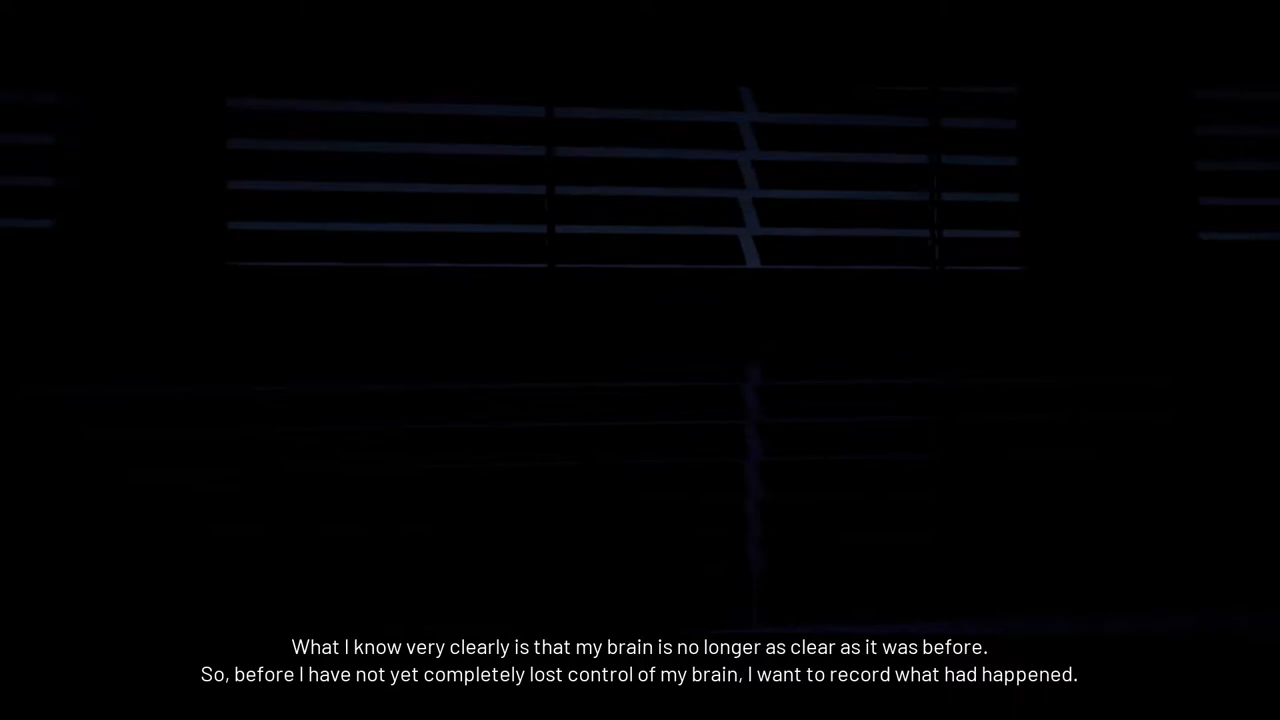 What I know very clearly is that my brain is no longer as clear as it was before.
So, before I have not yet completely lost control of my brain, I want to record what had happened.